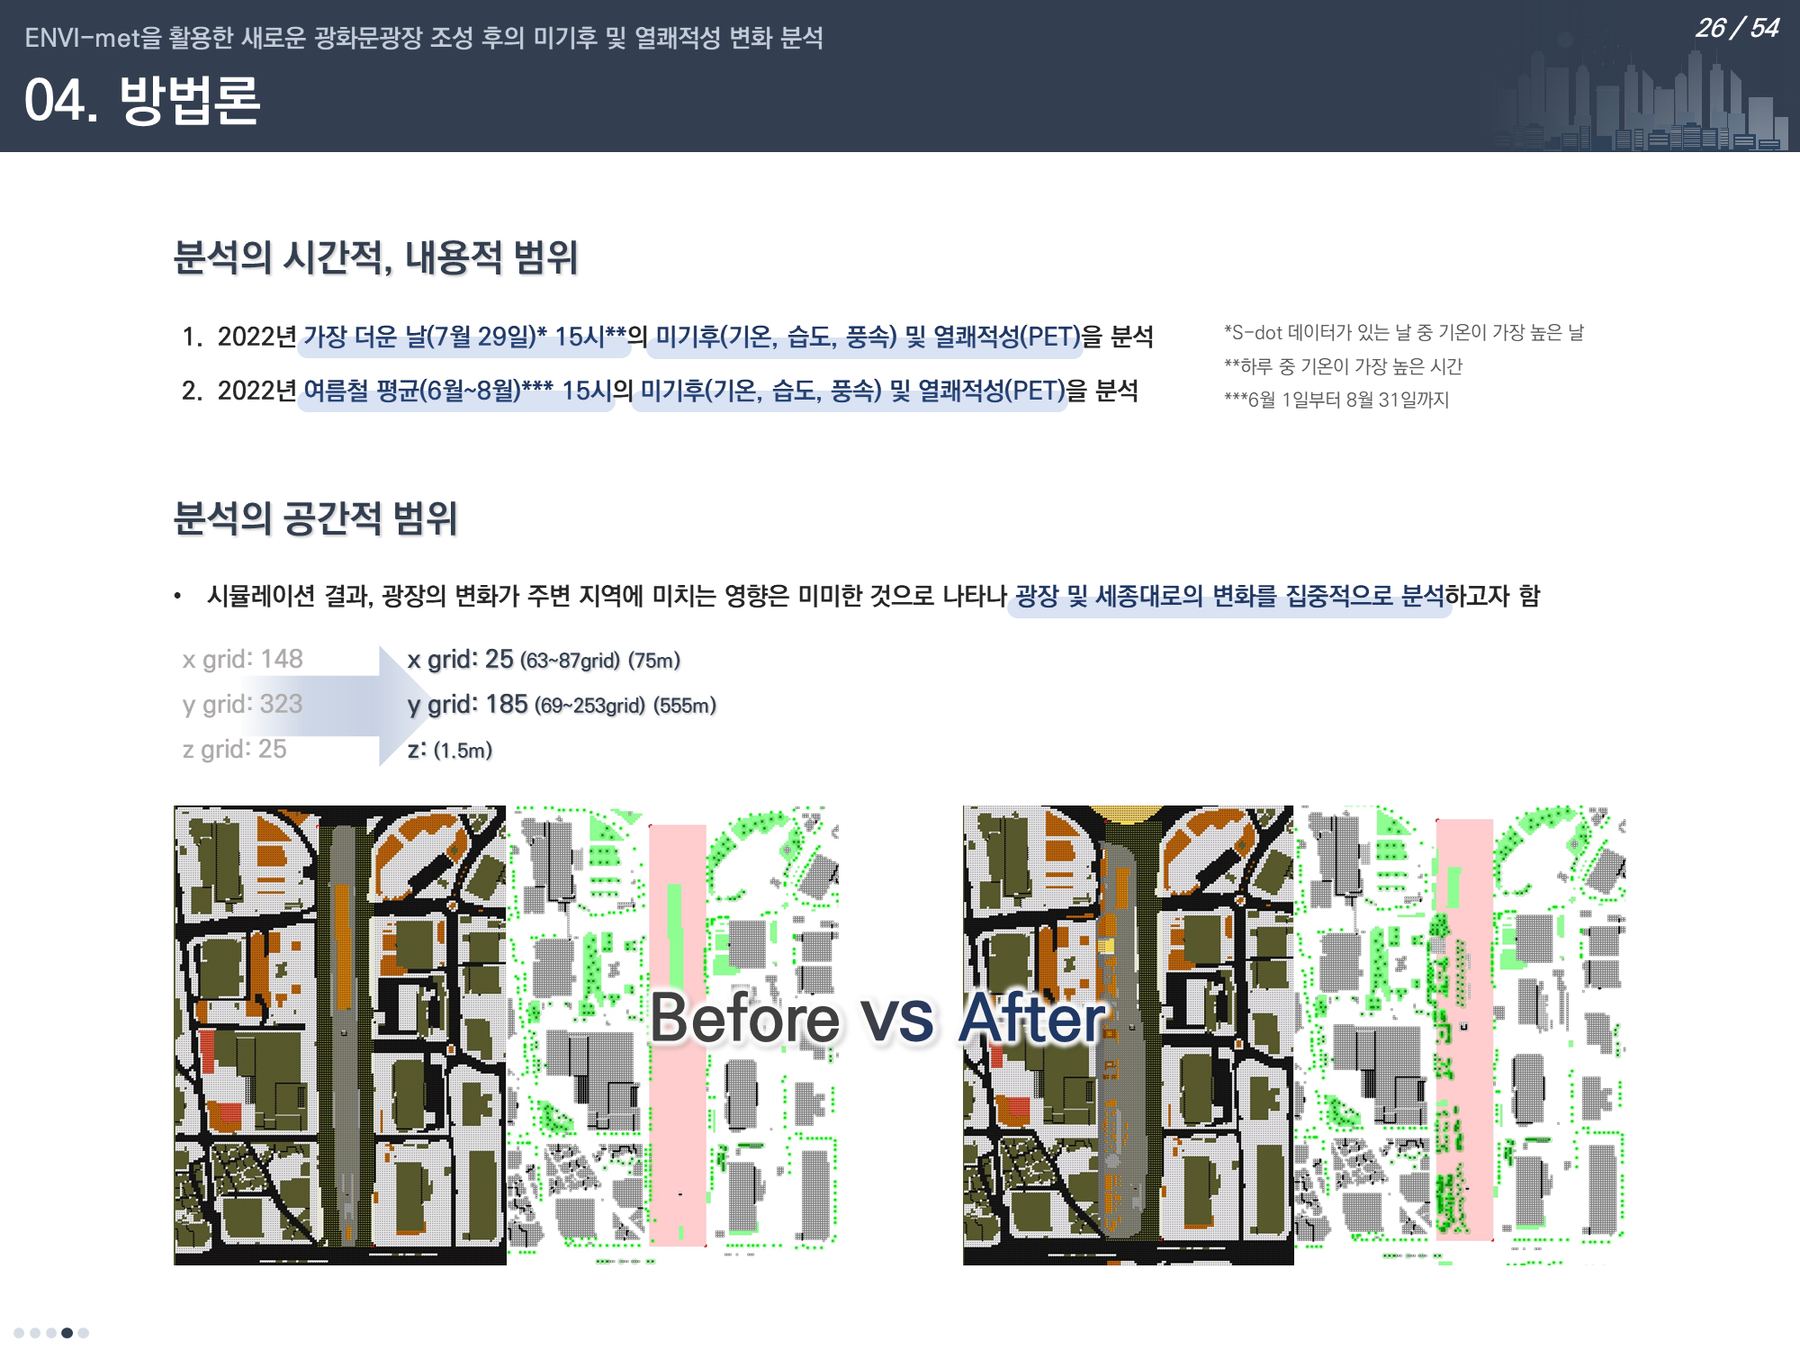 ENVI-met을 활용한 새로운 광화문광장 조성 후의 미기후 및 열쾌적성 변화 분석
26 / 54
04. 방법론
분석의 시간적, 내용적 범위
1. 2022년 가장 더운 날(7월 29일)* 15시**의 미기후(기온, 습도, 풍속) 및 열쾌적성(PET)을 분석
2. 2022년 여름철 평균(6월~8월)*** 15시의 미기후(기온, 습도, 풍속) 및 열쾌적성(PET)을 분석
*S-dot 데이터가 있는 날 중 기온이 가장 높은 날
**하루 중 기온이 가장 높은 시간
***6월 1일부터 8월 31일까지
분석의 공간적 범위
• 시뮬레이션 결과, 광장의 변화가 주변 지역에 미치는 영향은 미미한 것으로 나타나 광장 및 세종대로의 변화를 집중적으로 분석하고자 함
x grid: 148
y grid: 323
z grid: 25
x grid: 25 (63~87grid) (75m)
y grid: 185 (69~253grid) (555m)
z: (1.5m)
Before vs After